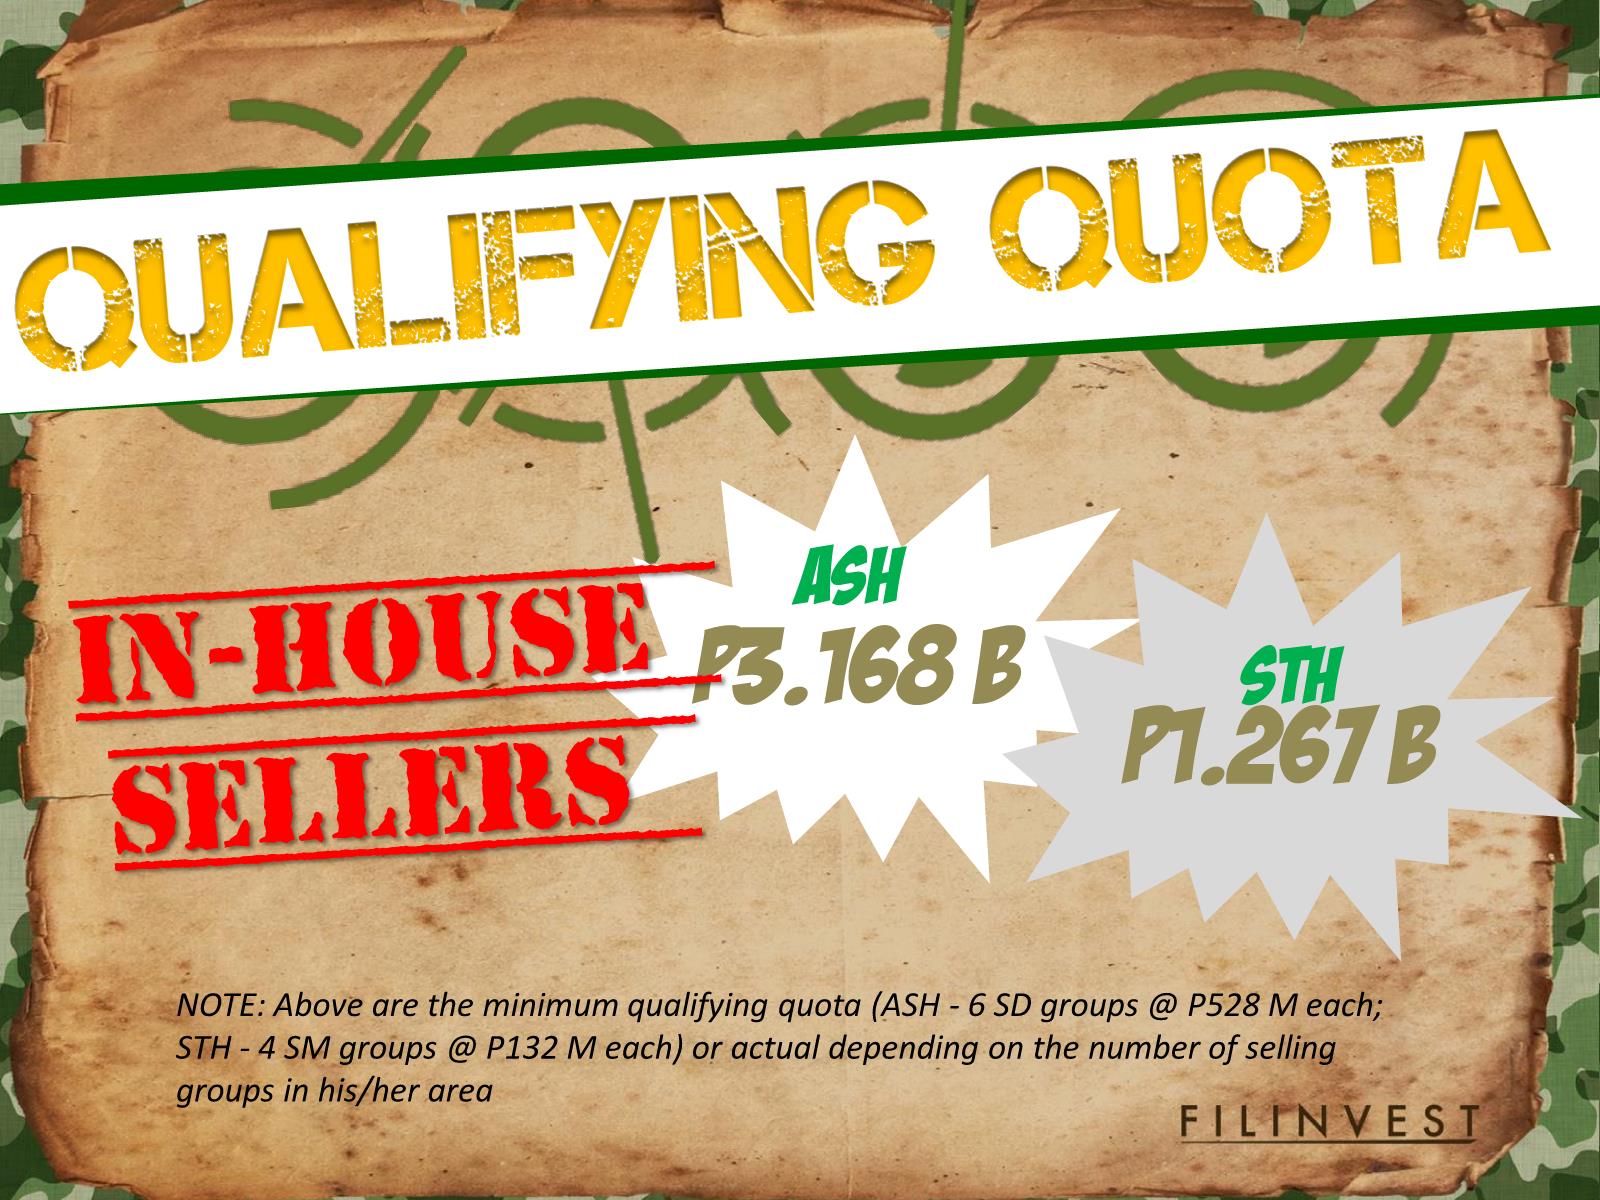 QUALIFYING QUOTA
IN-HOUSE
SELLERS
ASH
P3.168 B
STH
P1.267 B
NOTE: Above are the minimum qualifying quota (ASH - 6 SD groups @ P528 M each;
STH - 4 SM groups @ P132 M each) or actual depending on the number of selling
groups in his/her area
FILINVEST